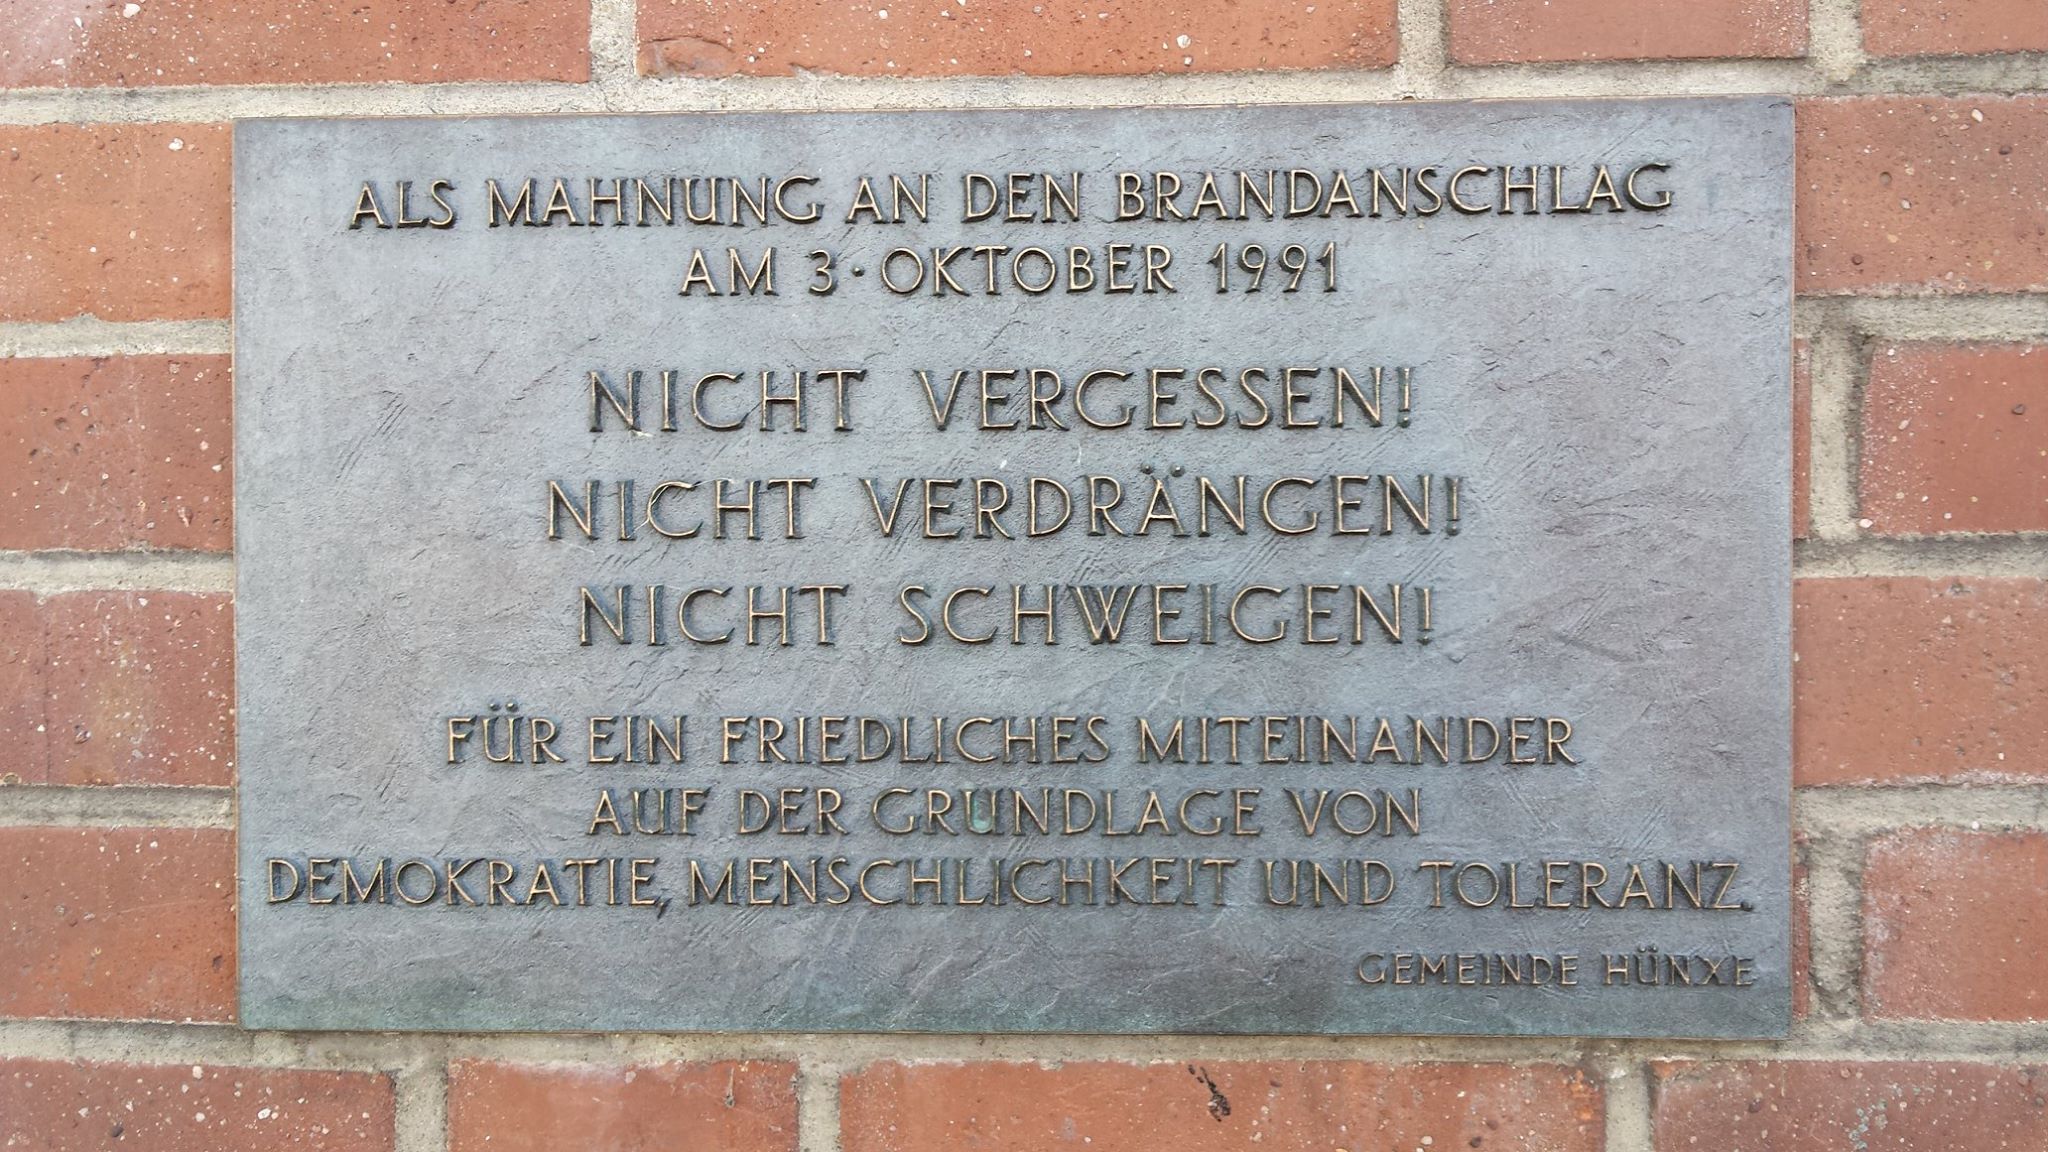 ALS MAHNUNG AN DEN BRANDANSCHLAG
AM 3. OKTOBER 1991
NICHT VERGESSEN!
NICHT VERDRÄNGEN!
NICHT SCHWEIGEN!
FÜR EIN FRIEDLICHES MITEINANDER
AUF DER GRUNDLAGE VON
DEMOKRATIE, MENSCHLICHKEIT UND TOLERANZ.
GEMEINDE HÜNXE